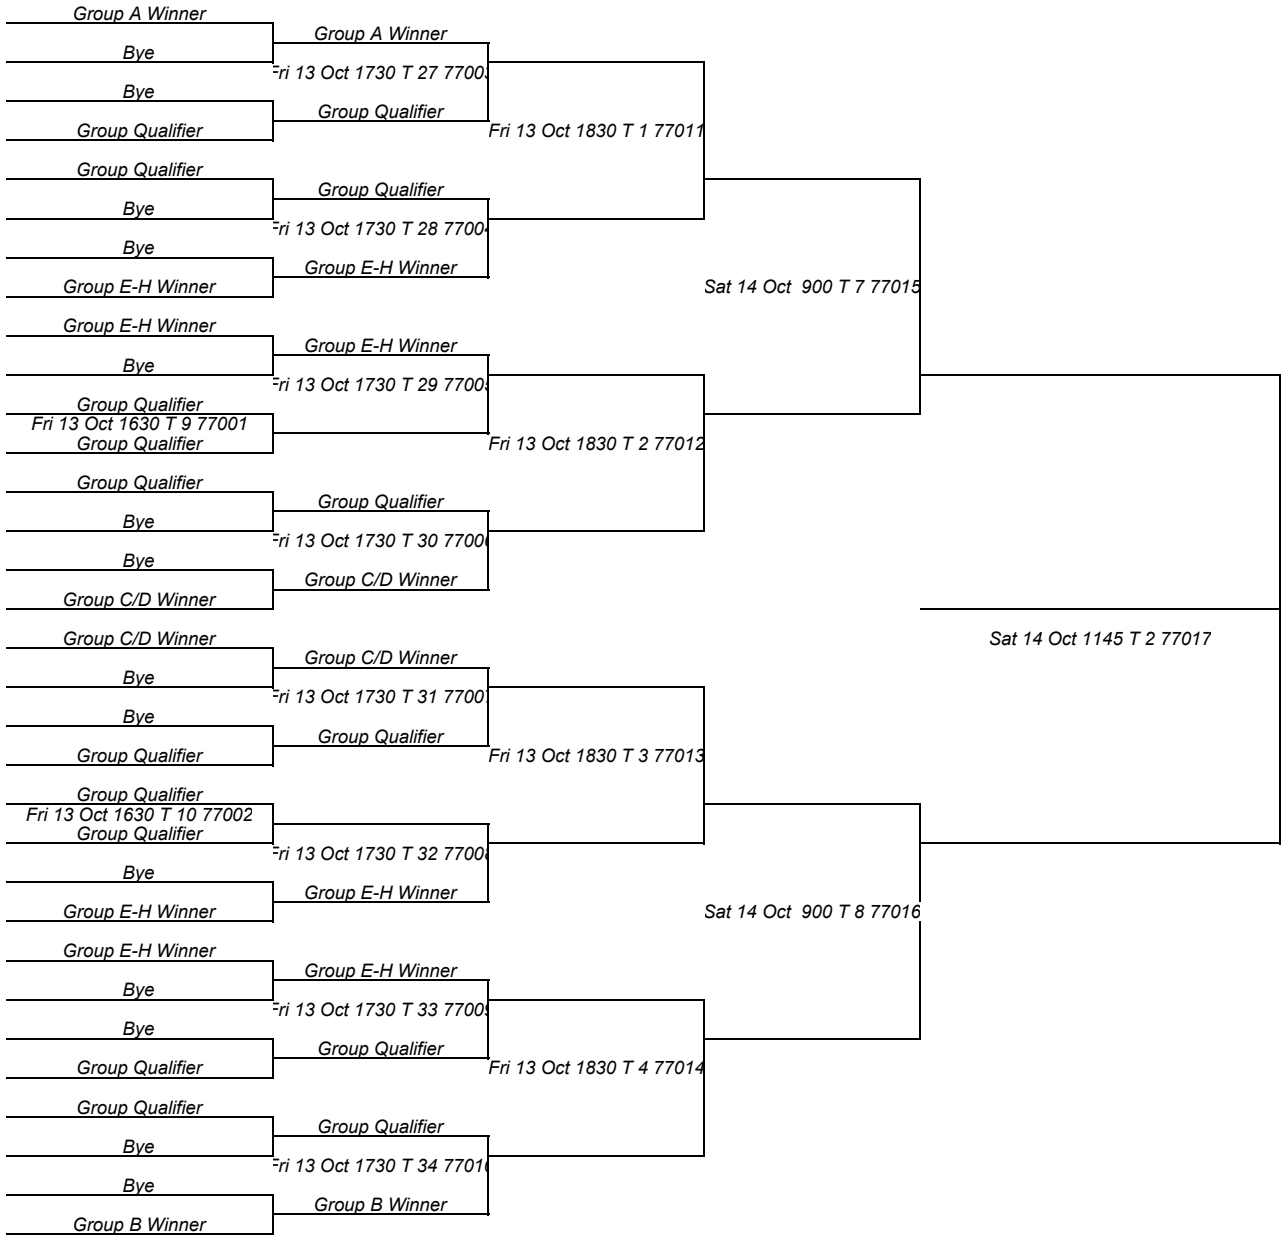 Group A Winner
Bye
Bye
Group Qualifier
Group Qualifier
Bye
Bye
Group E-H Winner
Group E-H Winner
Bye
Group Qualifier
Fri 13 Oct 1630 T 9 77001
Group Qualifier
Group Qualifier
Bye
Bye
Group C/D Winner
Group C/D Winner
Bye
Bye
Group Qualifier
Group Qualifier
Fri 13 Oct 1630 T 10 77002
Group Qualifier
Bye
Group E-H Winner
Group E-H Winner
Bye
Bye
Group Qualifier
Group Qualifier
Bye
Bye
Group B Winner
Group A Winner
Fri 13 Oct 1730 T 27 77003
Group Qualifier
Group Qualifier
Fri 13 Oct 1730 T 28 77004
Group E-H Winner
Group E-H Winner
Fri 13 Oct 1730 T 29 77005
Group Qualifier
Fri 13 Oct 1730 T 30 77006
Group C/D Winner
Group C/D Winner
Fri 13 Oct 1730 T 31 77007
Group Qualifier
Fri 13 Oct 1730 T 32 77008
Group E-H Winner
Group E-H Winner
Fri 13 Oct 1730 T 33 77009
Group Qualifier
Group Qualifier
Fri 13 Oct 1730 T 34 77010
Group B Winner
Fri 13 Oct 1830 T 1 77011
Fri 13 Oct 1830 T 2 77012
Fri 13 Oct 1830 T 3 77013
Fri 13 Oct 1830 T 4 77014
Sat 14 Oct 900 T 7 77015
Sat 14 Oct 900 T 8 77016
Sat 14 Oct 1145 T 2 77017